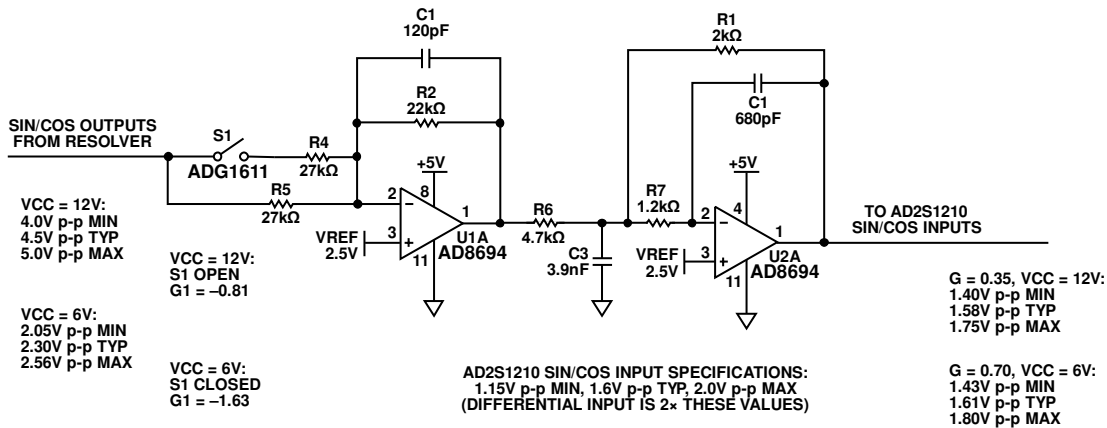 C1
120pF
R2
22kΩ
SIN/COS OUTPUTS
FROM RESOLVER
S1
ADG1611
R4
27kΩ
R5
27kΩ
+5V
8
2
–
3
+
1
11
VREF
2.5V
U1A
AD8694
R6
4.7kΩ
C3
3.9nF
R1
2kΩ
C1
680pF
R7
1.2kΩ
+5V
4
2
–
3
+
1
11
VREF
2.5V
U2A
AD8694
TO AD2S1210
SIN/COS INPUTS
VCC = 12V:
4.0V p-p MIN
4.5V p-p TYP
5.0V p-p MAX
VCC = 12V:
S1 OPEN
G1 = –0.81
VCC = 6V:
2.05V p-p MIN
2.30V p-p TYP
2.56V p-p MAX
VCC = 6V:
S1 CLOSED
G1 = –1.63
AD2S1210 SIN/COS INPUT SPECIFICATIONS:
1.15V p-p MIN, 1.6V p-p TYP, 2.0V p-p MAX
(DIFFERENTIAL INPUT IS 2× THESE VALUES)
G = 0.35, VCC = 12V:
1.40V p-p MIN
1.58V p-p TYP
1.75V p-p MAX
G = 0.70, VCC = 6V:
1.43V p-p MIN
1.61V p-p TYP
1.80V p-p MAX